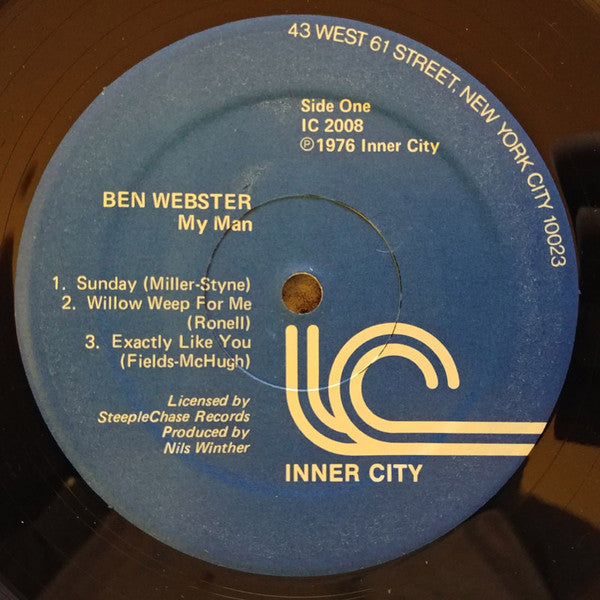 43 WEST 61 STREET, NEW YORK CITY 10023
Side One
IC 2008
℗1976 Inner City
BEN WEBSTER
My Man
1. Sunday (Miller-Styne)
2. Willow Weep For Me
(Ronell)
3. Exactly Like You
(Fields-McHugh)
Licensed by
SteepleChase Records
Produced by
Nils Winther
IC
INNER CITY